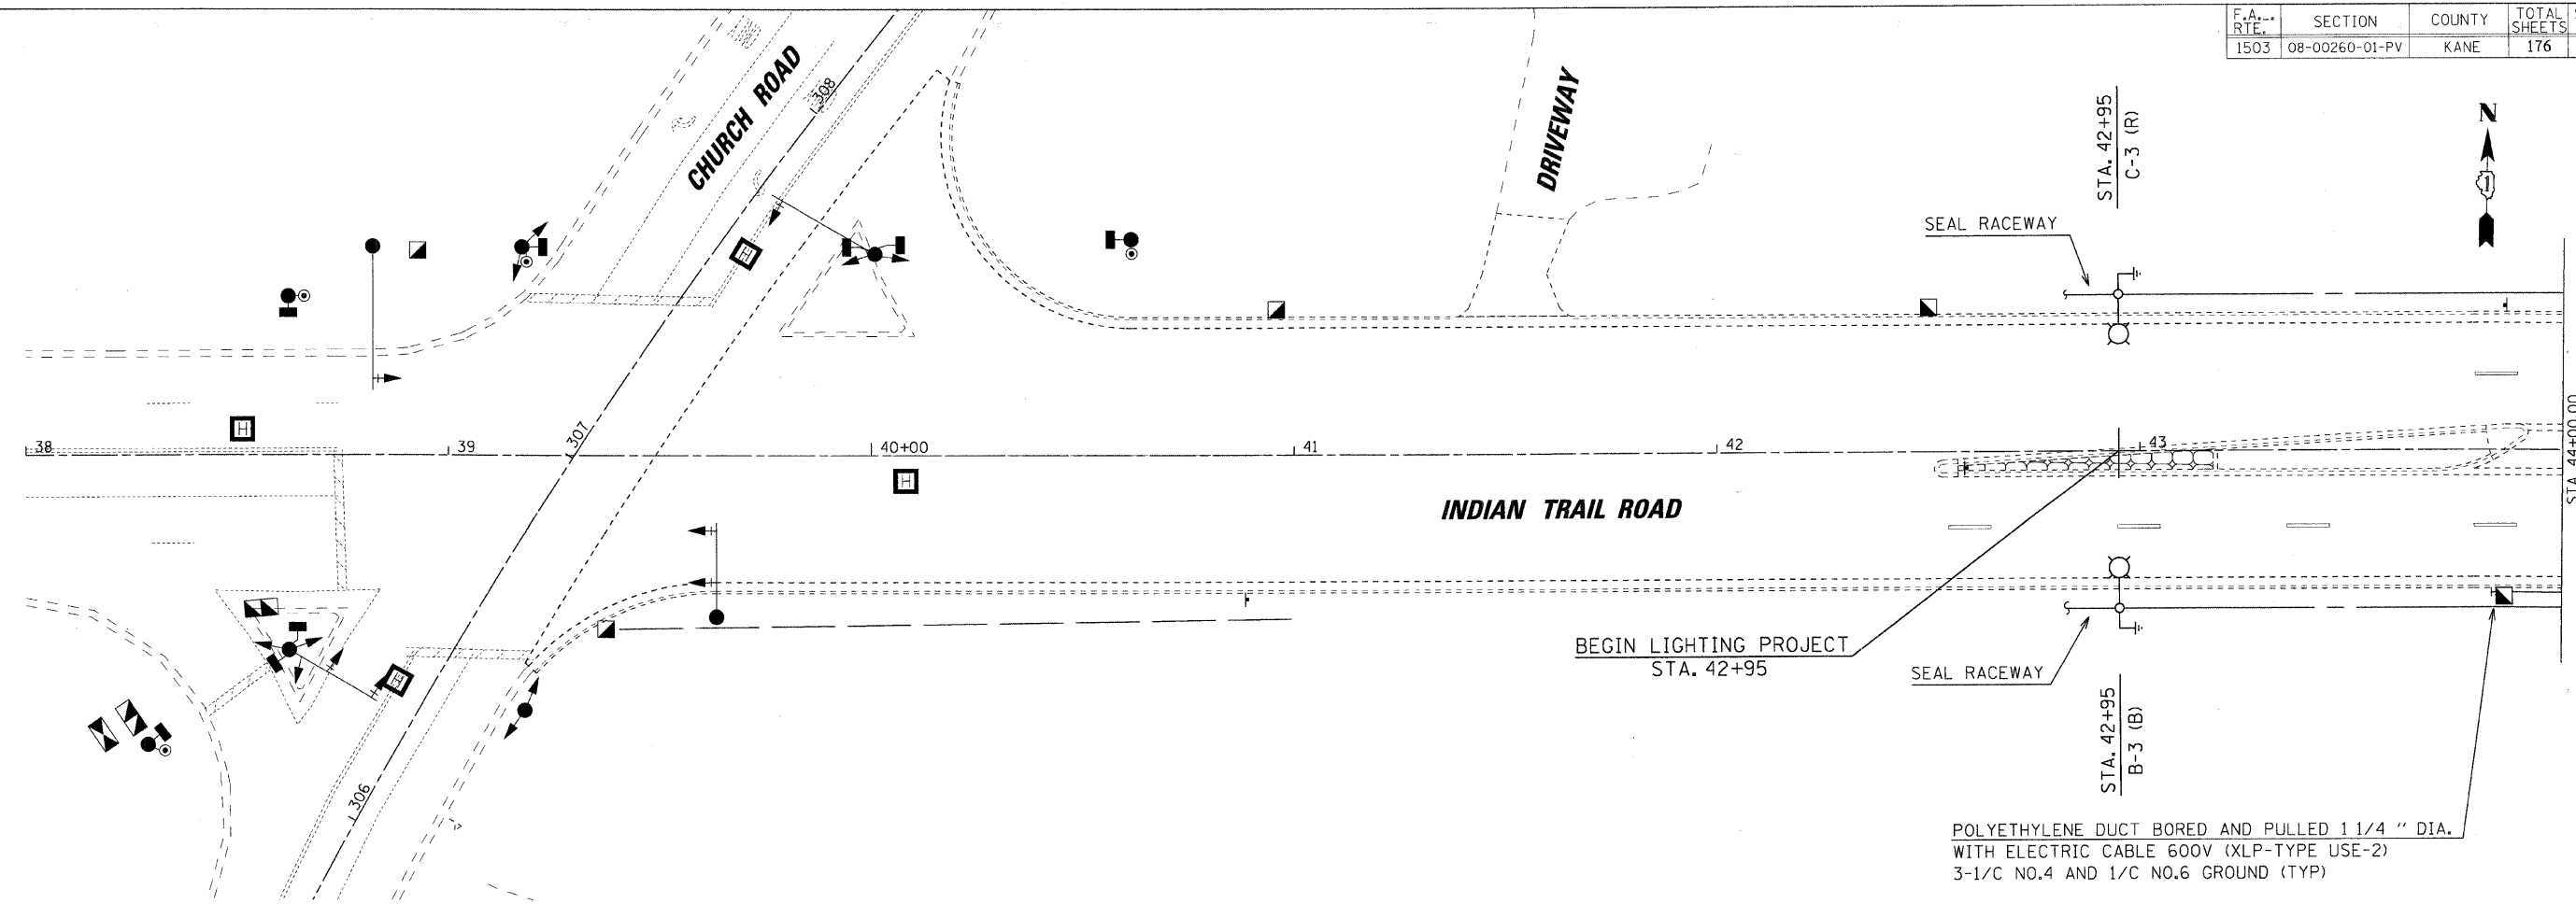 F.A.
RTE. SECTION COUNTY TOTAL SHEETS
1503 08-00260-01-PV KANE 176
CHURCH ROAD
308
DRIVEWAY
STA. 42+95
C-3 (R)
N
1
SEAL RACEWAY
H
H
38 39 307 40+00 41 42 43
STA. 44+00.00
H
INDIAN TRAIL ROAD
BEGIN LIGHTING PROJECT
STA. 42+95
SEAL RACEWAY
H
STA. 42+95
B-3 (B)
306
POLYETHYLENE DUCT BORED AND PULLED 1 1/4 " DIA.
WITH ELECTRIC CABLE 600V (XLP-TYPE USE-2)
3-1/C NO.4 AND 1/C NO.6 GROUND (TYP)